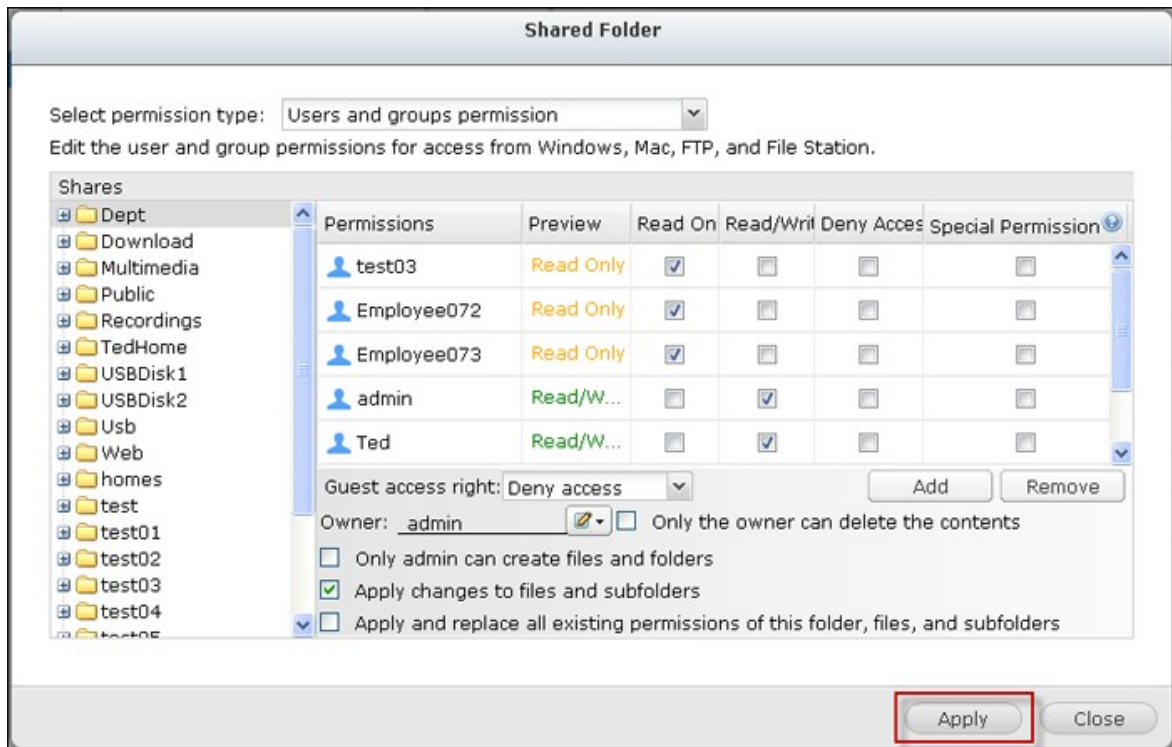 Shared Folder
Select permission type: Users and groups permission
Edit the user and group permissions for access from Windows, Mac, FTP, and File Station.
Shares
Dept
Download
Multimedia
Public
Recordings
TedHome
USBDisk1
USBDisk2
Usb
Web
homes
test
test01
test02
test03
test04
Permissions Preview Read On Read/Writ Deny Acces Special Permission
test03 Read Only
Employee072 Read Only
Employee073 Read Only
admin Read/W...
Ted Read/W...
Guest access right: Deny access Add Remove
Owner: admin Only the owner can delete the contents
Only admin can create files and folders
Apply changes to files and subfolders
Apply and replace all existing permissions of this folder, files, and subfolders
Apply Close